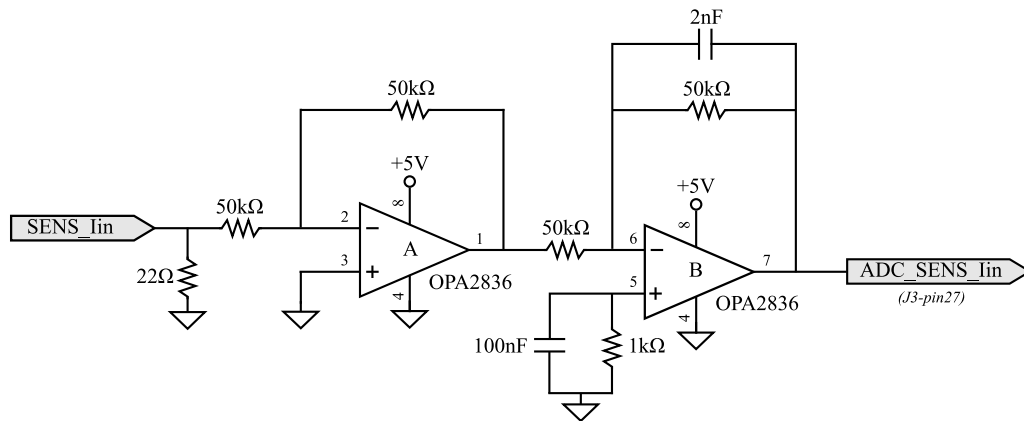 2nF
50kΩ
50kΩ
+5V
+5V
8
8
SENS_Iin
50kΩ
50kΩ
2
1
6
7
A
B
3
5
22Ω
OPA2836
ADC_SENS_Iin
4
OPA2836
(J3-pin27)
4
100nF
1kΩ